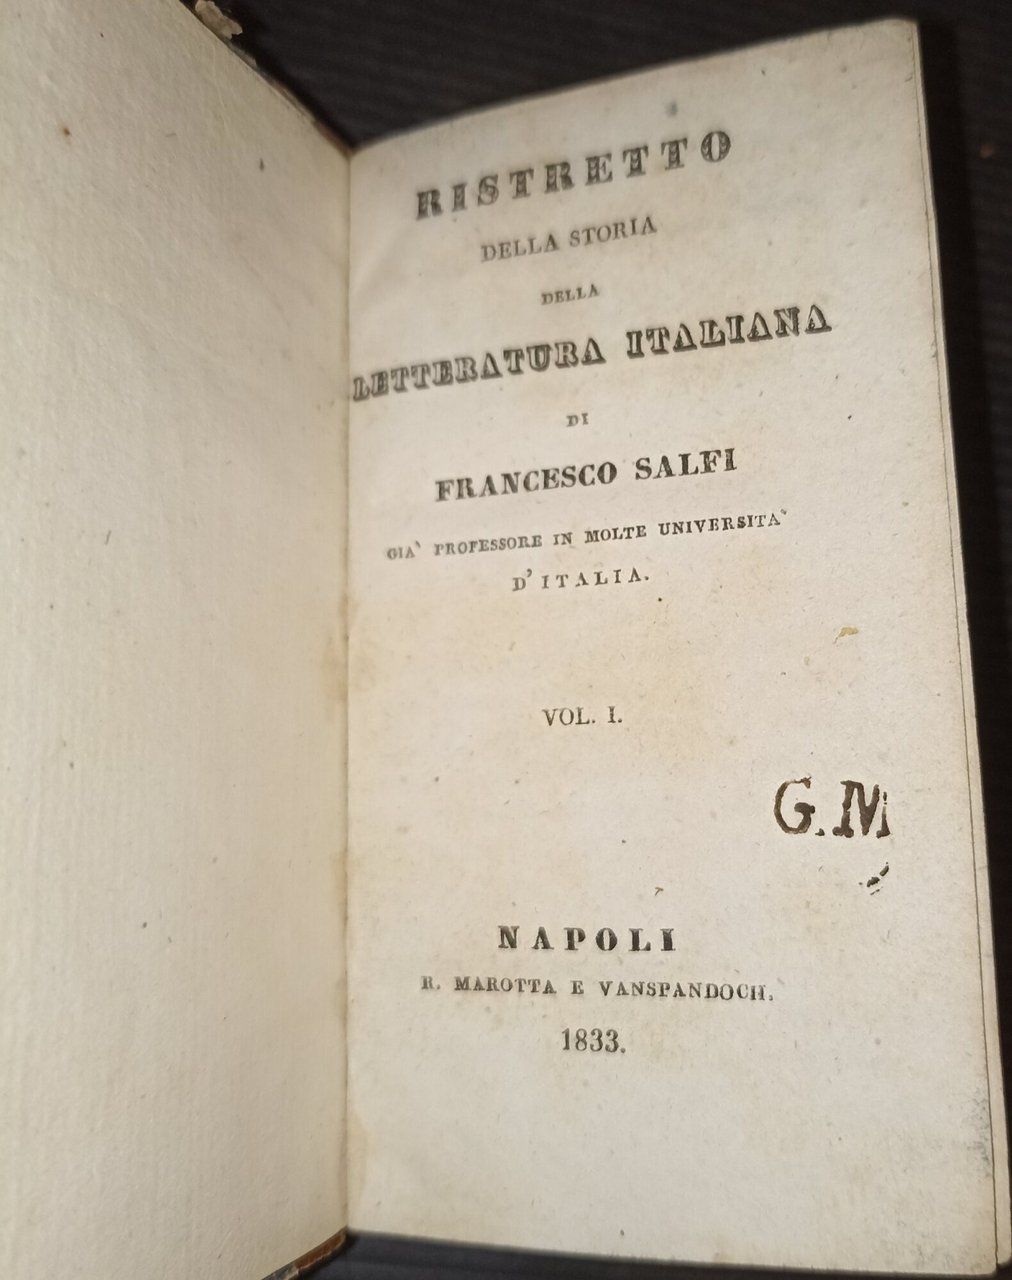 RISTRETTO
DELLA STORIA
DELLA
LETTERATURA ITALIANA
DI
FRANCESCO SALFI
GIA` PROFESSORE IN MOLTE UNIVERSITA`
D'ITALIA.
VOL. I.
G. M
NAPOLI
R. MAROTTA E VANSPANDOCH.
1833.